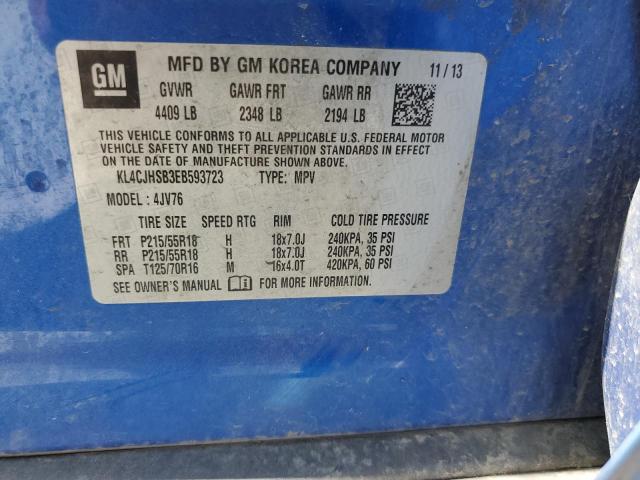 GM MFD BY GM KOREA COMPANY 11/13
GVWR GAWR FRT GAWR RR
4409 LB 2348 LB 2194 LB
THIS VEHICLE CONFORMS TO ALL APPLICABLE U.S. FEDERAL MOTOR
VEHICLE SAFETY AND THEFT PREVENTION STANDARDS IN EFFECT
ON THE DATE OF MANUFACTURE SHOWN ABOVE.
KL4CJHSB3EB593723 TYPE: MPV
MODEL: 4JV76
TIRE SIZE SPEED RTG RIM COLD TIRE PRESSURE
FRT P215/55R18 H 18x7.0J 240KPA, 35 PSI
RR P215/55R18 H 18x7.0J 240KPA, 35 PSI
SPA T125/70R16 M 16x4.0T 420KPA, 60 PSI
SEE OWNER'S MANUAL FOR MORE INFORMATION.